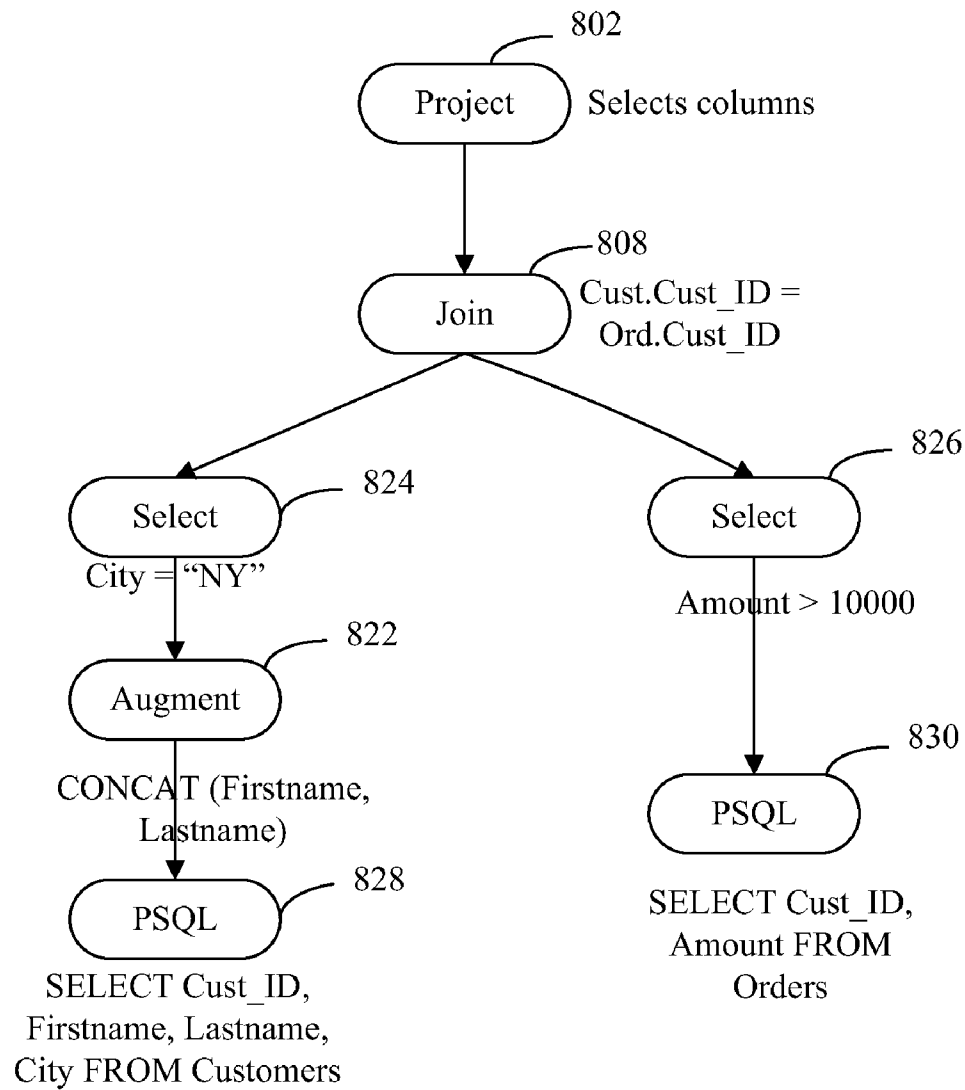 802
Project
Selects columns
808
Join
Cust.Cust_ID =
Ord.Cust_ID
824
Select
City = “NY”
826
Select
Amount > 10000
822
Augment
CONCAT (Firstname,
Lastname)
830
PSQL
828
PSQL
SELECT Cust_ID,
Amount FROM
Orders
SELECT Cust_ID,
Firstname, Lastname,
City FROM Customers